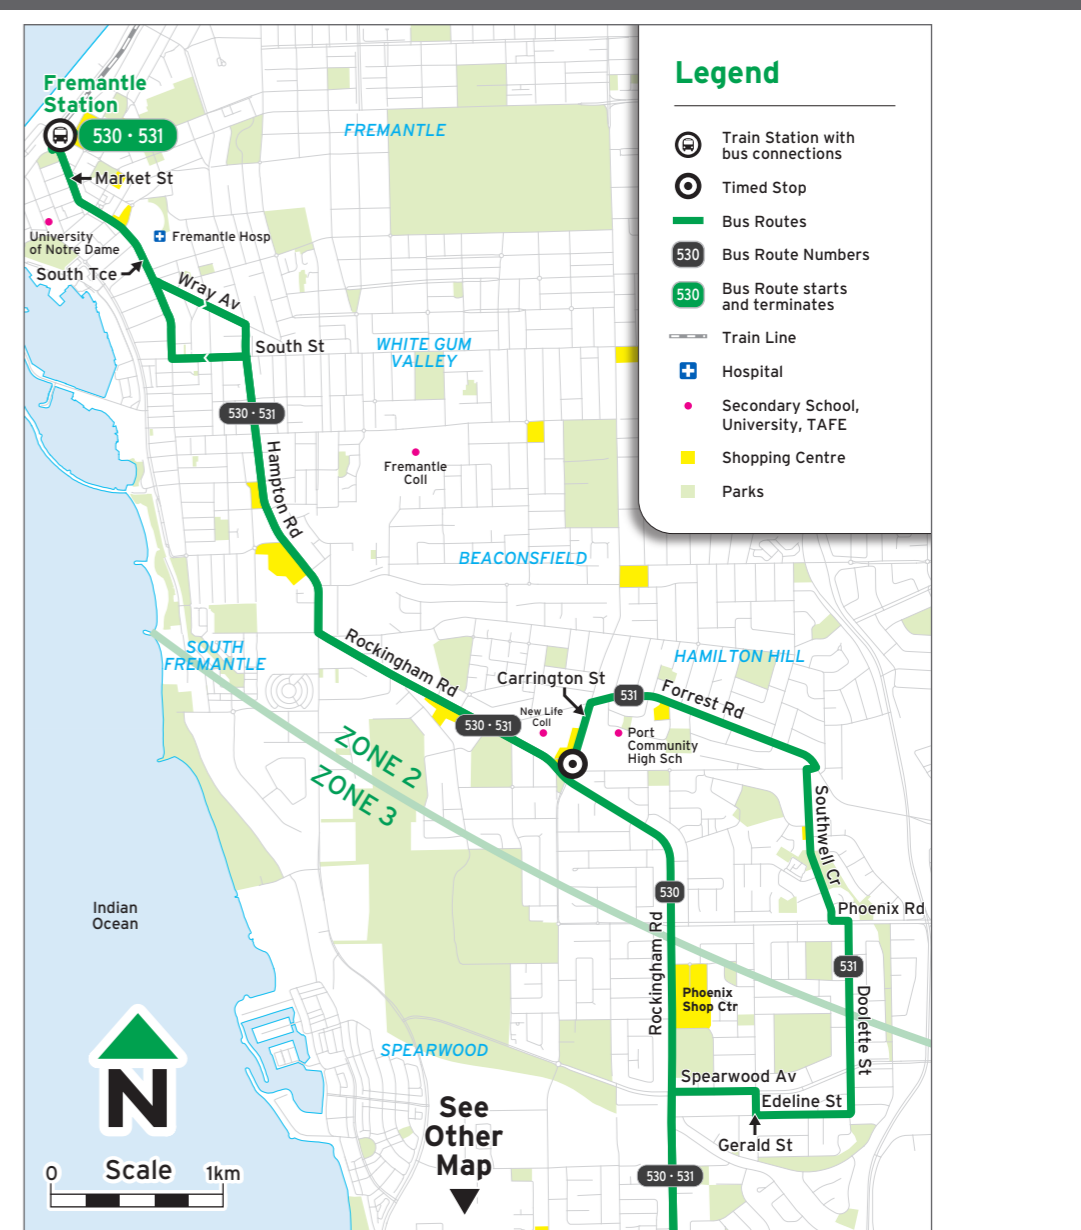 Fremantle
Station
530 · 531
FREMANTLE
Market St
University
of Notre Dame
Fremantle Hosp
South Tce
Wray Av
South St
WHITE GUM
VALLEY
530 · 531
Hampton Rd
Fremantle
Coll
BEACONSFIELD
SOUTH
FREMANTLE
Rockingham Rd
HAMILTON HILL
Carrington St
531
Forrest Rd
New Life
Coll
530 · 531
Port
Community
High Sch
ZONE 2
ZONE 3
Southwell Cr
530
Phoenix Rd
Indian
Ocean
Rockingham Rd
531
Phoenix
Shop Ctr
Doolette St
SPEARWOOD
Spearwood Av
Edeline St
Gerald St
See
Other
Map
530 · 531
N
0 Scale 1km
Legend
Train Station with
bus connections
Timed Stop
Bus Routes
530 Bus Route Numbers
530 Bus Route starts
and terminates
Train Line
Hospital
Secondary School,
University, TAFE
Shopping Centre
Parks